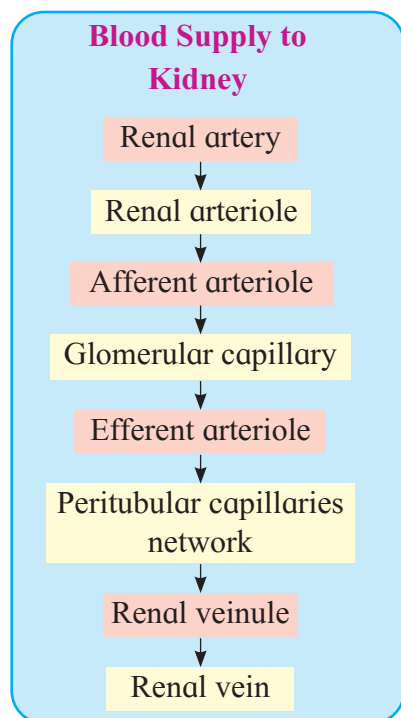 Blood Supply to
Kidney
Renal artery
Renal arteriole
Afferent arteriole
Glomerular capillary
Efferent arteriole
Peritubular capillaries
network
Renal veinule
Renal vein